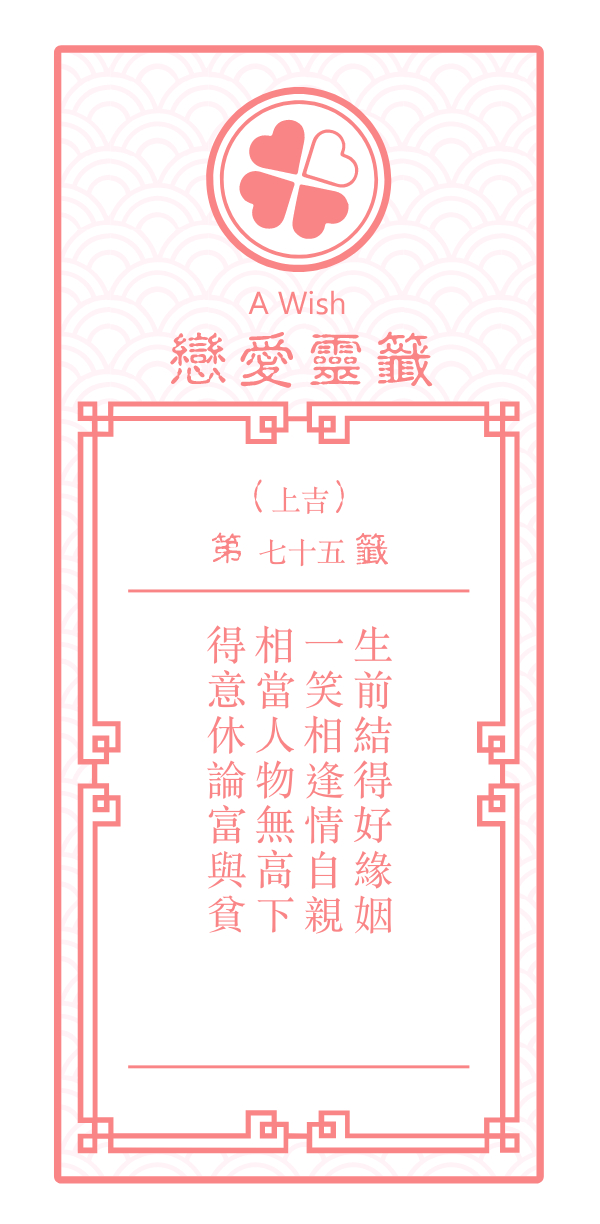 A Wish
戀愛靈籤
（上吉）
第 七十五 籤
生前結得好緣姻
一笑相逢情自親
相當人物無高下
得意休論富與貧